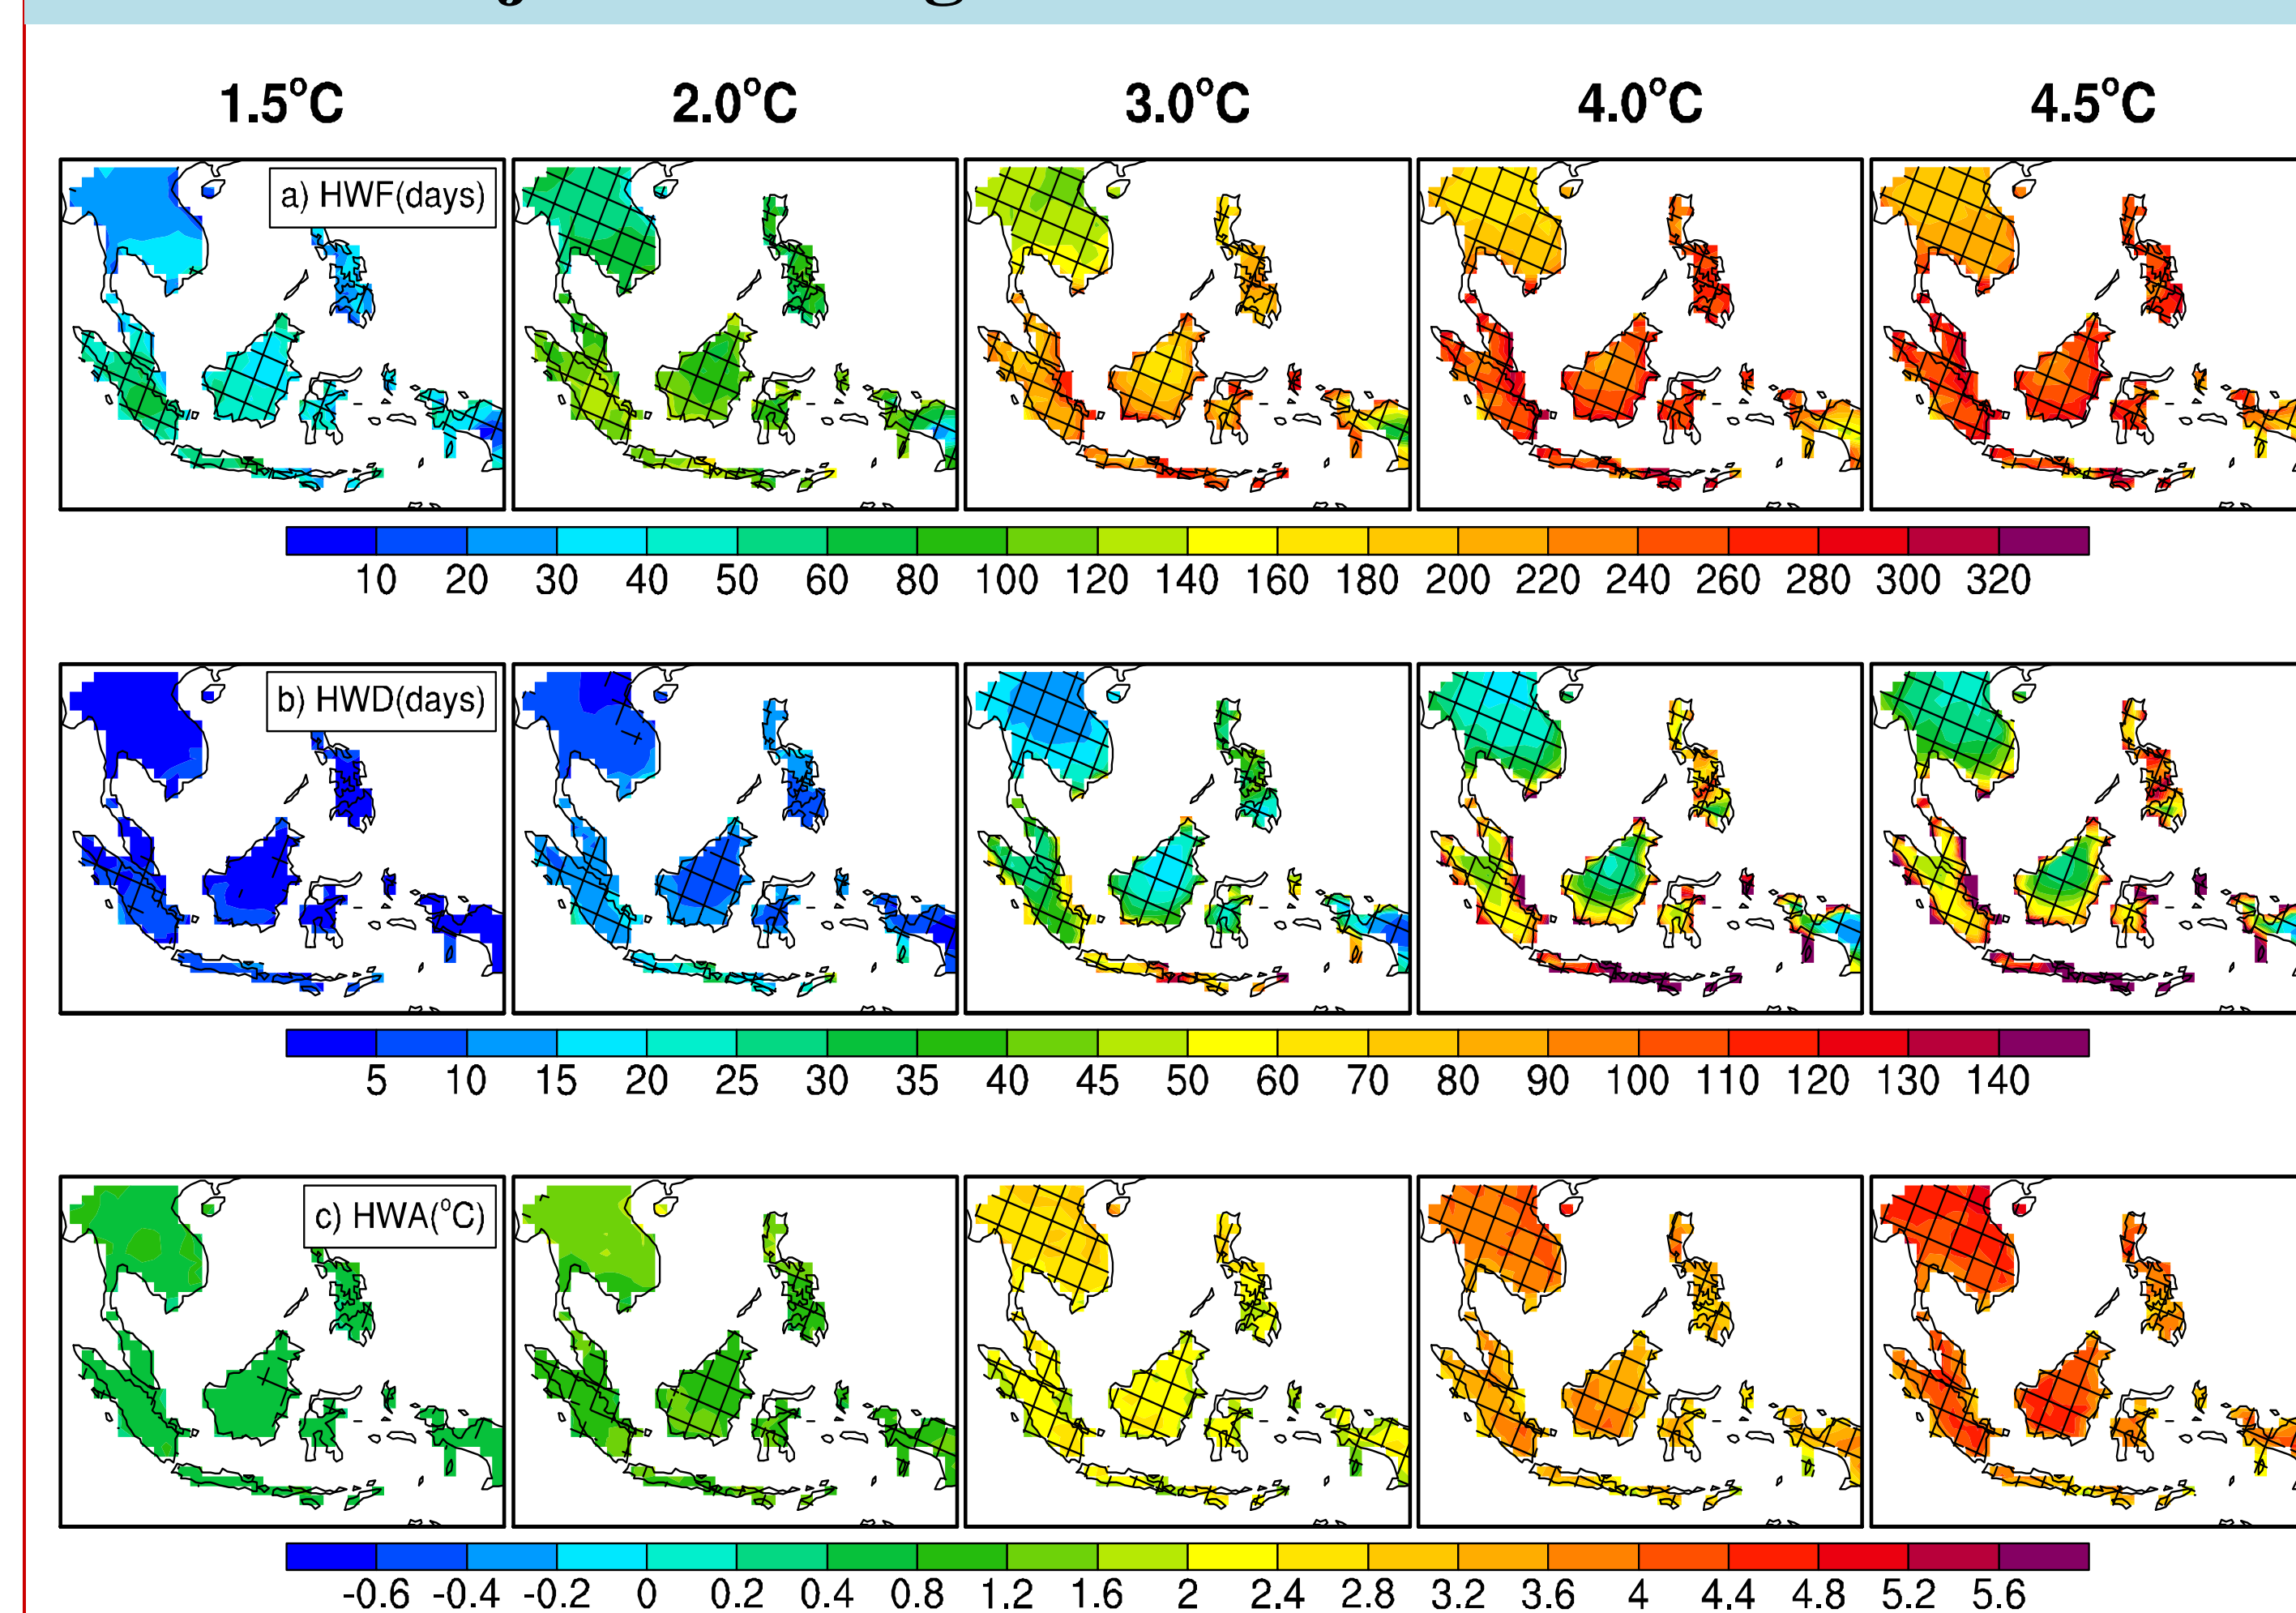 1.5°C 2.0°C 3.0°C 4.0°C 4.5°C
a) HWF(days)
10 20 30 40 50 60 80 100 120 140 160 180 200 220 240 260 280 300 320
b) HWD(days)
5 10 15 20 25 30 35 40 45 50 60 70 80 90 100 110 120 130 140
c) HWA(°C)
-0.6 -0.4 -0.2 0 0.2 0.4 0.8 1.2 1.6 2 2.4 2.8 3.2 3.6 4 4.4 4.8 5.2 5.6